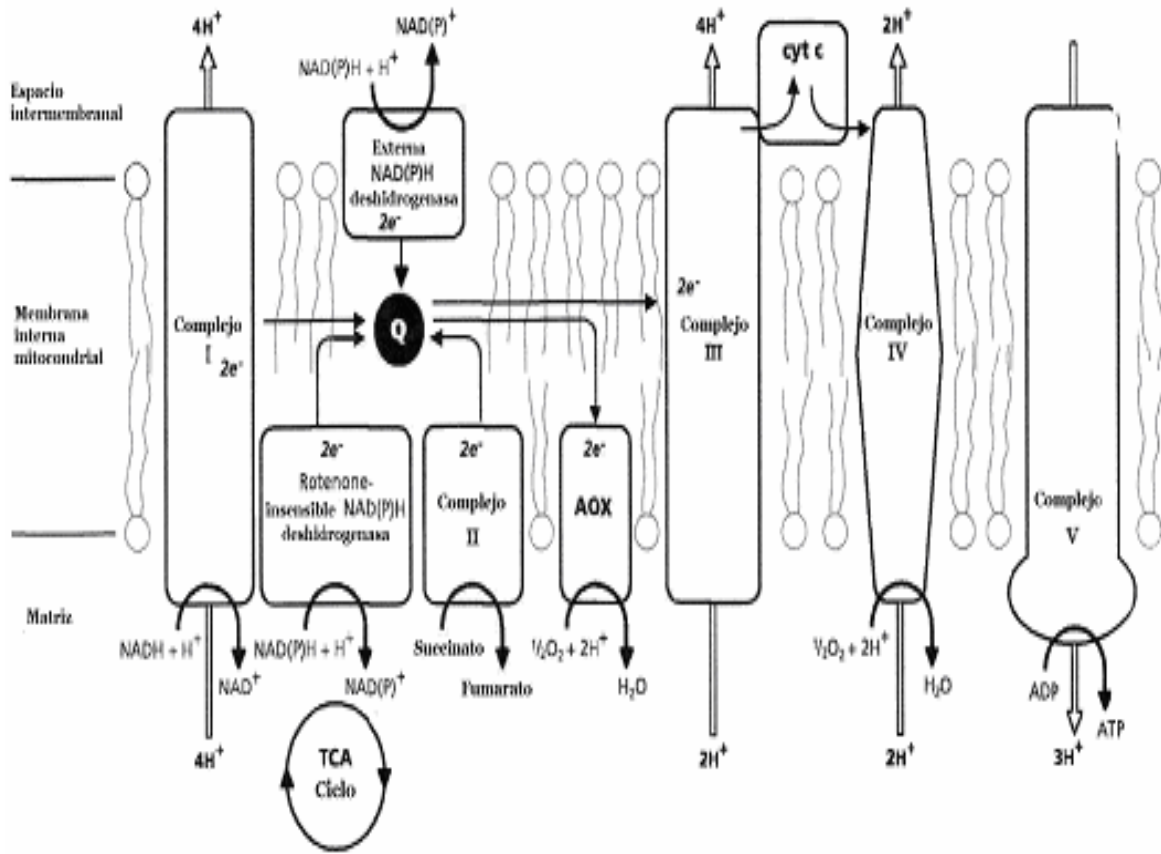 4H⁺
NAD(P)⁺
NAD(P)H + H⁺
4H⁺
cyt c
2H⁺
Espacio
intermembranal
Externa
NAD(P)H
deshidrogenasa
2e⁻
Membrana
interna
mitocondrial
Complejo
I
2e⁻
Q
2e⁻
Complejo
III
Complejo
IV
2e⁻
Rotenone-
insensible NAD(P)H
deshidrogenasa
2e⁻
Complejo
II
2e⁻
AOX
Complejo
V
Matriz
NADH + H⁺
NAD⁺
NAD(P)H + H⁺
NAD(P)⁺
Succinato
Fumarato
½O₂ + 2H⁺
H₂O
½O₂ + 2H⁺
H₂O
ADP
ATP
4H⁺
TCA
Ciclo
2H⁺
2H⁺
3H⁺